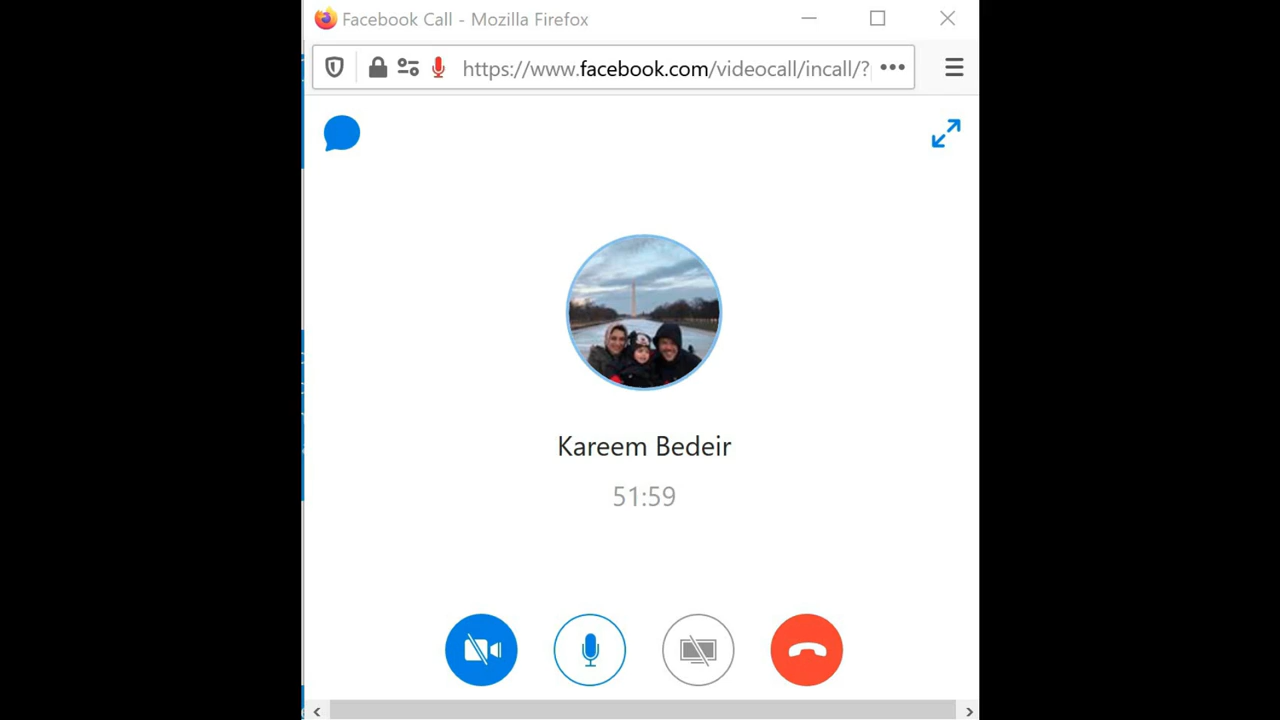 Facebook Call - Mozilla Firefox
https://www.facebook.com/videocall/incall/?
Kareem Bedeir
51:59